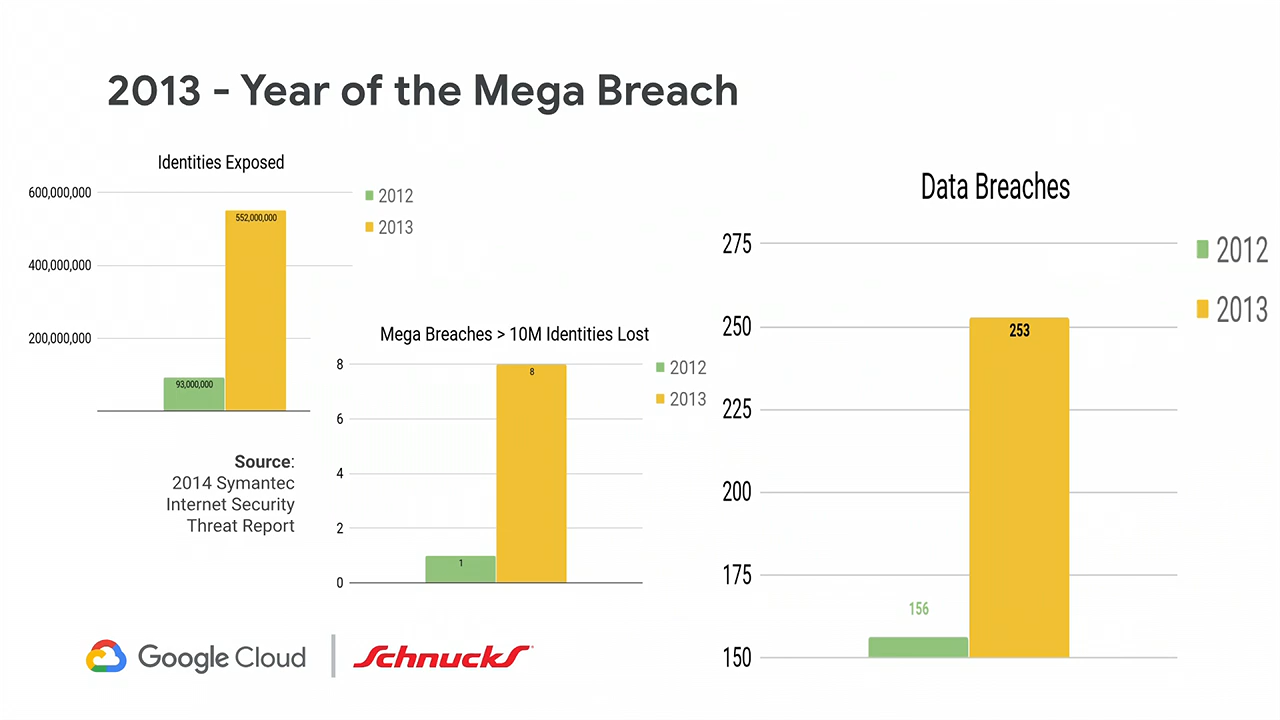 2013 - Year of the Mega Breach
Identities Exposed
600,000,000
400,000,000
200,000,000
93,000,000
552,000,000
2012
2013
Mega Breaches > 10M Identities Lost
8
6
4
2
0
1
8
2012
2013
Data Breaches
275
250
225
200
175
150
156
253
2012
2013
Source:
2014 Symantec
Internet Security
Threat Report
Google Cloud
Schnucks